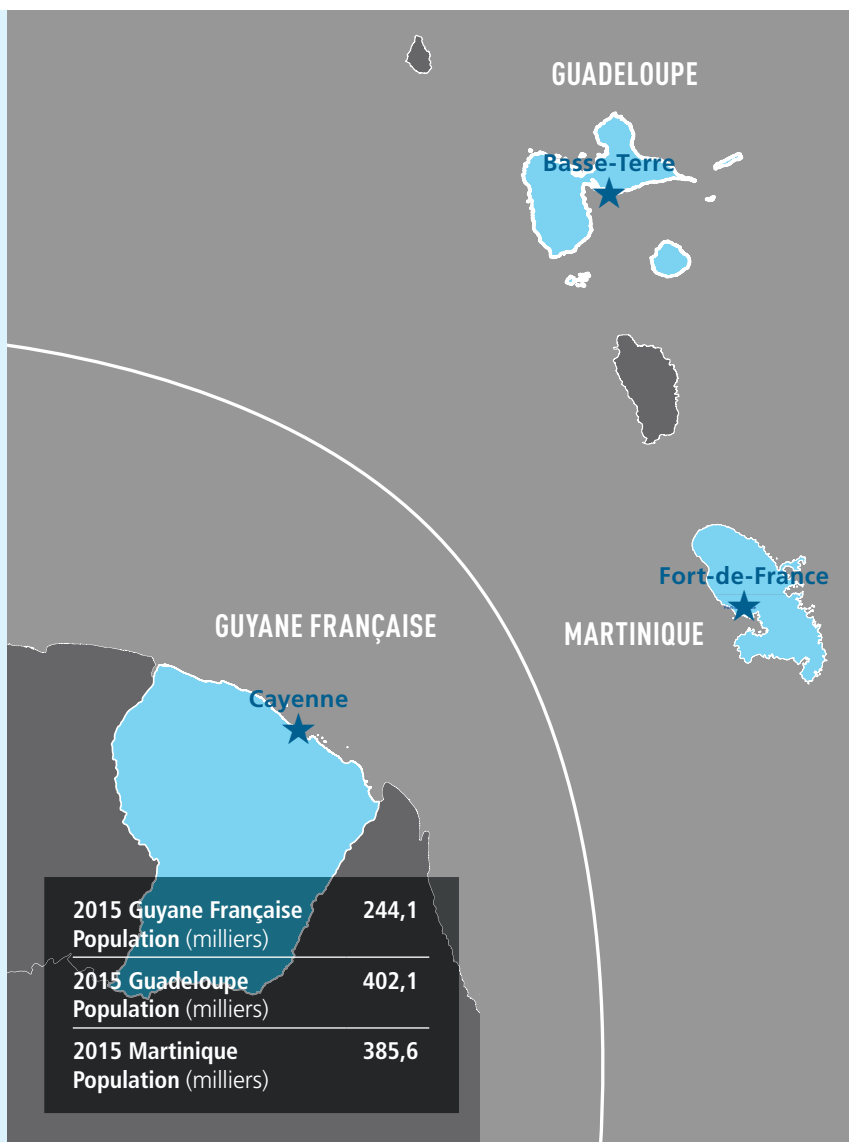 GUADELOUPE
Basse-Terre
Fort-de-France
MARTINIQUE
GUYANE FRANÇAISE
Cayenne
2015 Guyane Française 244,1
Population (milliers)
2015 Guadeloupe 402,1
Population (milliers)
2015 Martinique 385,6
Population (milliers)